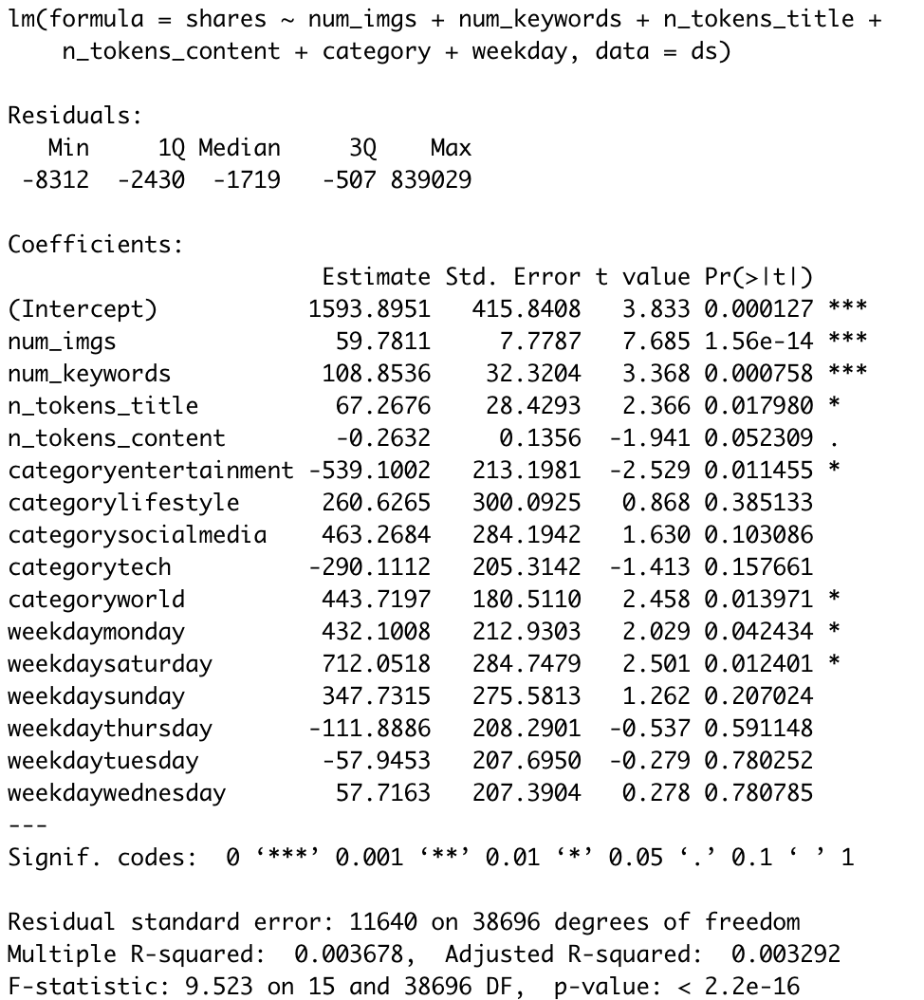 lm(formula = shares ~ num_imgs + num_keywords + n_tokens_title +
    n_tokens_content + category + weekday, data = ds)

Residuals:
   Min     1Q Median     3Q    Max
 -8312  -2430  -1719   -507 839029

Coefficients:
                        Estimate Std. Error t value Pr(>|t|)
(Intercept)            1593.8951   415.8408   3.833 0.000127 ***
num_imgs                 59.7811     7.7787   7.685 1.56e-14 ***
num_keywords            108.8536    32.3204   3.368 0.000758 ***
n_tokens_title           67.2676    28.4293   2.366 0.017980 *
n_tokens_content         -0.2632     0.1356  -1.941 0.052309 .
categoryentertainment -539.1002   213.1981  -2.529 0.011455 *
categorylifestyle       260.6265   300.0925   0.868 0.385133
categorysocialmedia     463.2684   284.1942   1.630 0.103086
categorytech           -290.1112   205.3142  -1.413 0.157661
categoryworld           443.7197   180.5110   2.458 0.013971 *
weekdaymonday           432.1008   212.9303   2.029 0.042434 *
weekdaysaturday         712.0518   284.7479   2.501 0.012401 *
weekdaysunday           347.7315   275.5813   1.262 0.207024
weekdaythursday        -111.8886   208.2901  -0.537 0.591148
weekdaytuesday          -57.9453   207.6950  -0.279 0.780252
weekdaywednesday         57.7163   207.3904   0.278 0.780785
---
Signif. codes:  0 ‘***’ 0.001 ‘**’ 0.01 ‘*’ 0.05 ‘.’ 0.1 ‘ ’ 1

Residual standard error: 11640 on 38696 degrees of freedom
Multiple R-squared:  0.003678,	Adjusted R-squared:  0.003292
F-statistic: 9.523 on 15 and 38696 DF,  p-value: < 2.2e-16